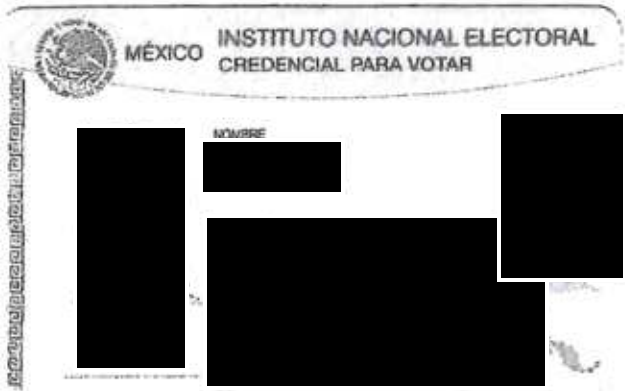 MÉXICO
INSTITUTO NACIONAL ELECTORAL
CREDENCIAL PARA VOTAR
NOMBRE